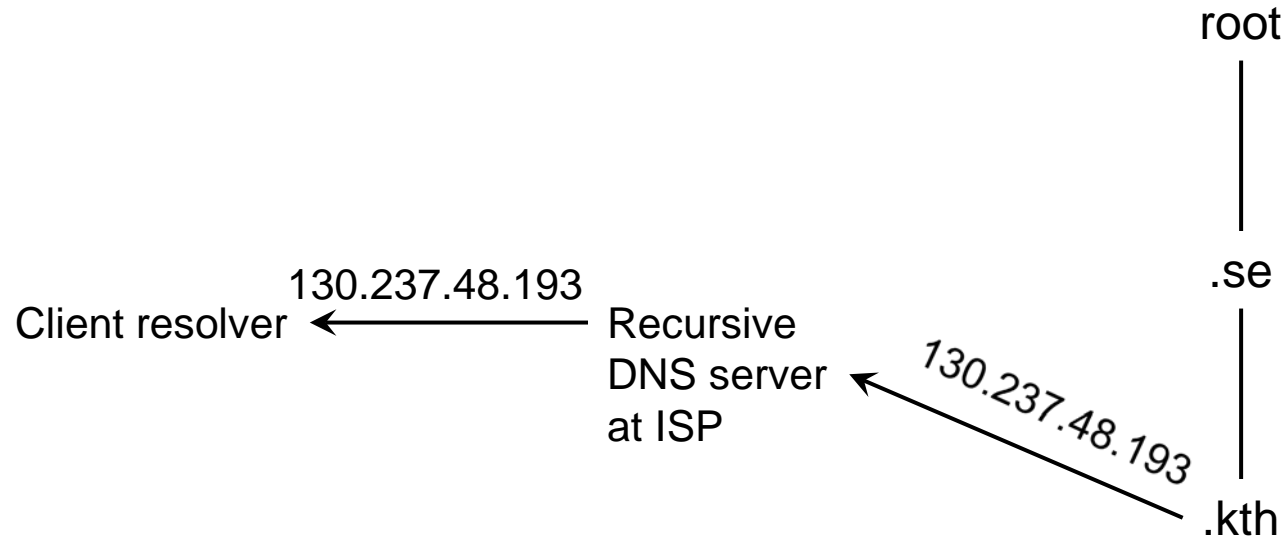 root
.se
130.237.48.193
Client resolver
Recursive
DNS server
at ISP
130.237.48.193
.kth